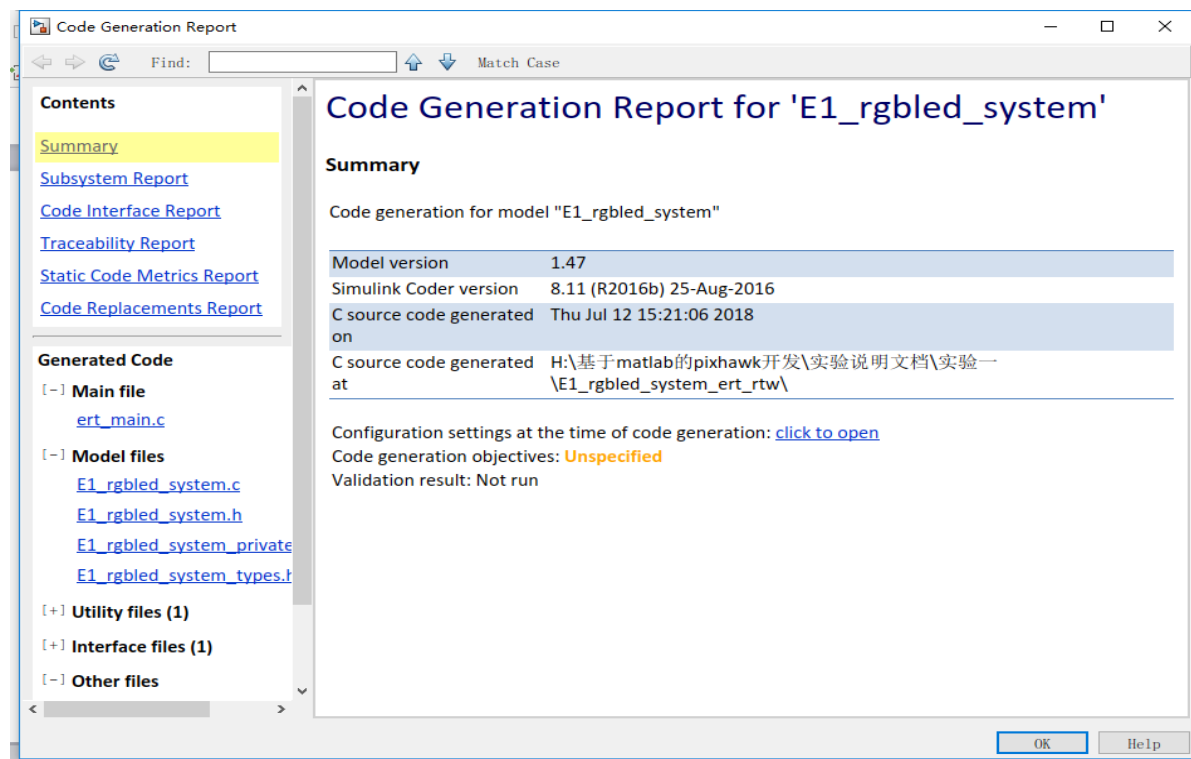 Code Generation Report
Find:
Match Case
Contents
Summary
Subsystem Report
Code Interface Report
Traceability Report
Static Code Metrics Report
Code Replacements Report
Generated Code
[-] Main file
ert_main.c
[-] Model files
E1_rgbled_system.c
E1_rgbled_system.h
E1_rgbled_system_private
E1_rgbled_system_types.h
[+] Utility files (1)
[+] Interface files (1)
[-] Other files
Code Generation Report for 'E1_rgbled_system'
Summary
Code generation for model "E1_rgbled_system"
Model version 1.47
Simulink Coder version 8.11 (R2016b) 25-Aug-2016
C source code generated on Thu Jul 12 15:21:06 2018
C source code generated at H:\基于matlab的pixhawk开发\实验说明文档\实验一
\E1_rgbled_system_ert_rtw\
Configuration settings at the time of code generation: click to open
Code generation objectives: Unspecified
Validation result: Not run
OK
Help